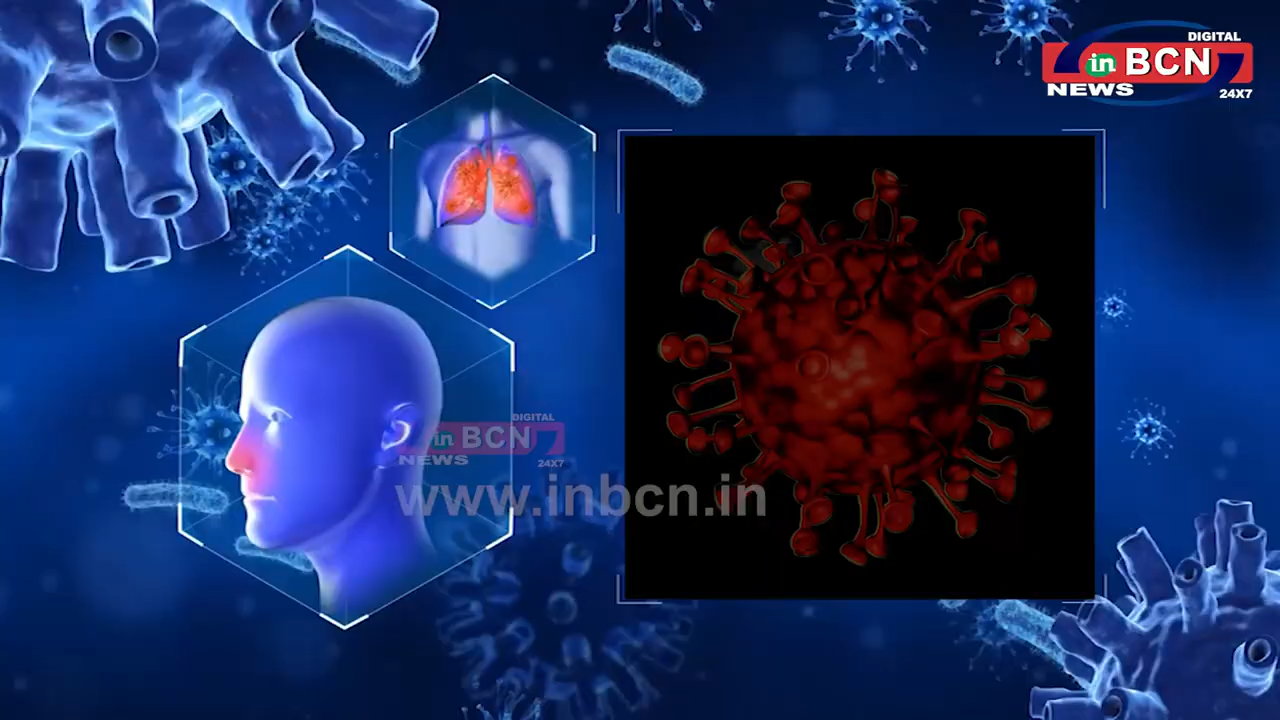 DIGITAL
in BCN
NEWS
24X7
DIGITAL
in BCN
NEWS
24X7
www.inbcn.in